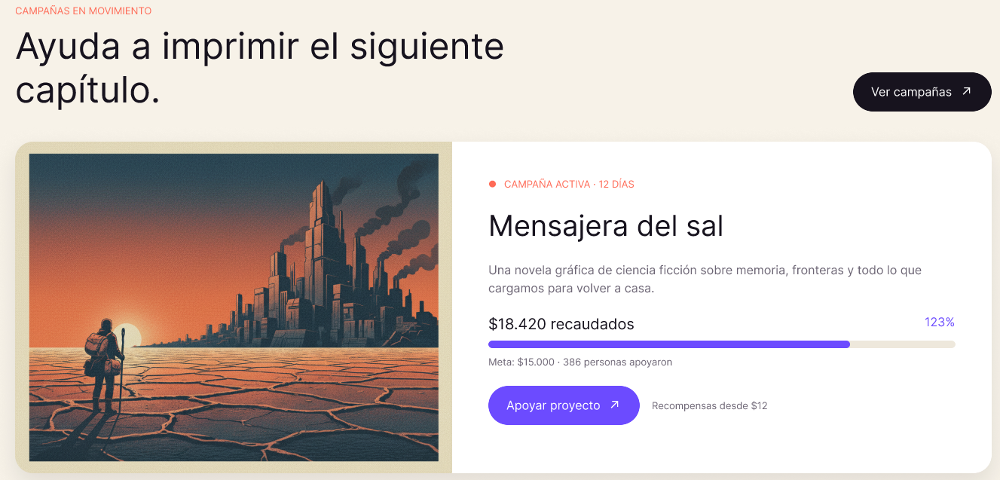 CAMPAÑAS EN MOVIMIENTO
Ayuda a imprimir el siguiente
capítulo.
Ver campañas ↗
CAMPAÑA ACTIVA · 12 DÍAS
Mensajera del sal
Una novela gráfica de ciencia ficción sobre memoria, fronteras y todo lo que
cargamos para volver a casa.
$18.420 recaudados
123%
Meta: $15.000 · 386 personas apoyaron
Apoyar proyecto ↗
Recompensas desde $12